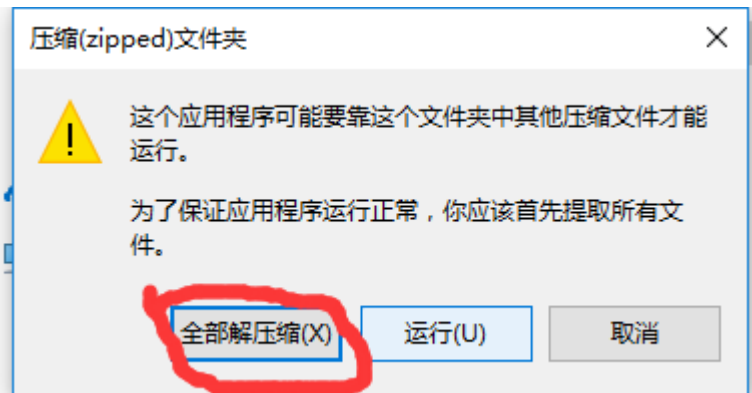 压缩(zipped)文件夹
这个应用程序可能要靠这个文件夹中其他压缩文件才能
运行。
为了保证应用程序运行正常，你应该首先提取所有文
件。
全部解压缩(X) 运行(U) 取消